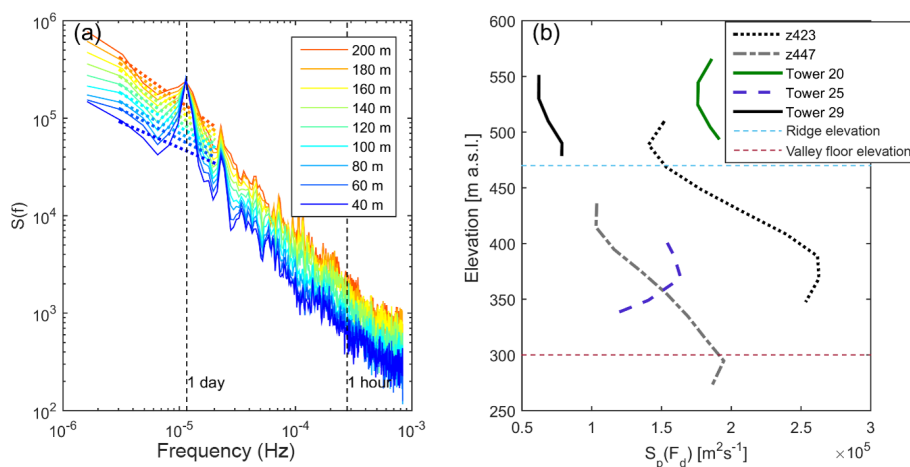 (a)
S(f)
10^6
10^5
10^4
10^3
10^2
10^-6
10^-5
10^-4
10^-3
Frequency (Hz)
1 day
1 hour
200 m
180 m
160 m
140 m
120 m
100 m
80 m
60 m
40 m
(b)
Elevation [m a.s.l.]
600
550
500
450
400
350
300
250
0.5
1
1.5
2
2.5
3
×10^5
S_p(F_d) [m^2s^-1]
z423
z447
Tower 20
Tower 25
Tower 29
Ridge elevation
Valley floor elevation